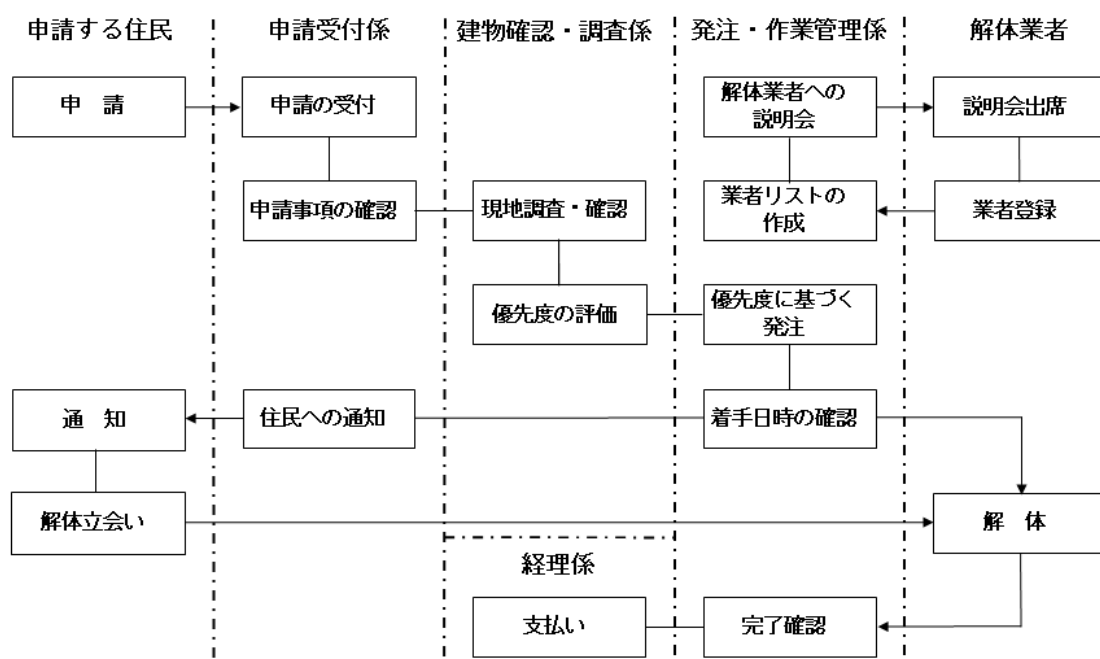 申請する住民
申請受付係
建物確認・調査係
発注・作業管理係
解体業者
申　請
申請の受付
解体業者への
説明会
説明会出席
申請事項の確認
現地調査・確認
業者リストの
作成
業者登録
優先度の評価
優先度に基づく
発注
通　知
住民への通知
着手日時の確認
解体立会い
解　体
経理係
支払い
完了確認